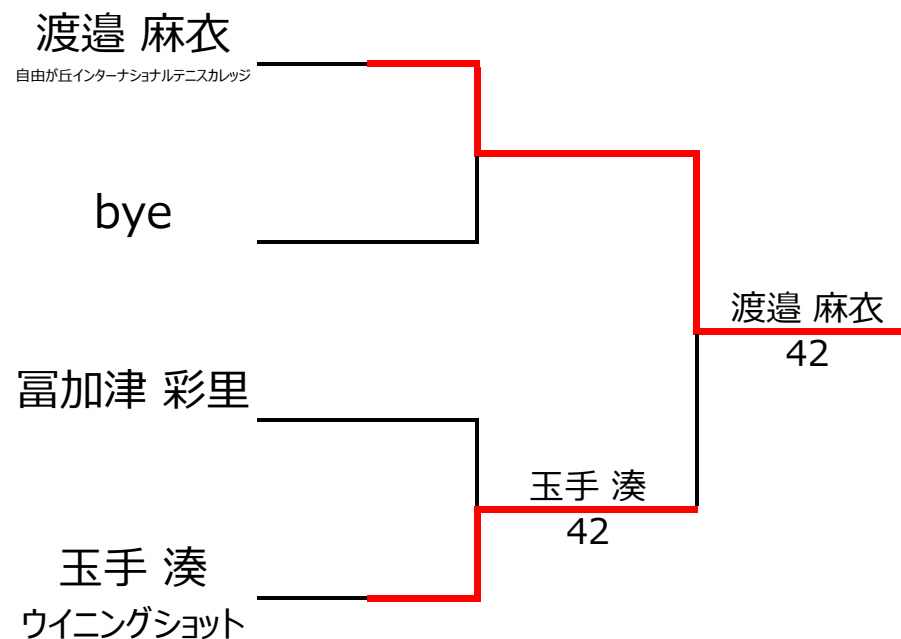 渡邉 麻衣
自由が丘インターナショナルテニスカレッジ
bye
冨加津 彩里
玉手 湊
ウイニングショット
玉手 湊
42
渡邉 麻衣
42